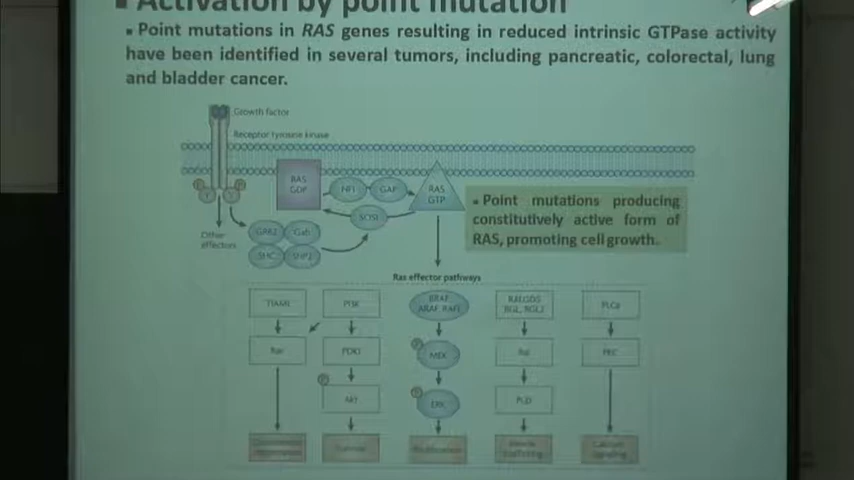 ▪ Activation by point mutation
▪ Point mutations in RAS genes resulting in reduced intrinsic GTPase activity
have been identified in several tumors, including pancreatic, colorectal, lung
and bladder cancer.
Growth factor
Receptor tyrosine kinase
RAS
GDP
NF1
GAP
RAS
GTP
SOS1
▪ Point mutations producing
constitutively active form of
RAS, promoting cell growth.
P
P
Y
Y
Other
effectors
GRB2
Gab
SHC
SHP2
Ras effector pathways
TIAM1
PI3K
BRAF
ARAF, RAF1
RALGDS
RGL, RGL2
Rac
PDK1
P
MEK
Ral
PKC
P
AKT
P
ERK
PLD
Survival
Proliferation
Vesicle
trafficking
Calcium
signalling